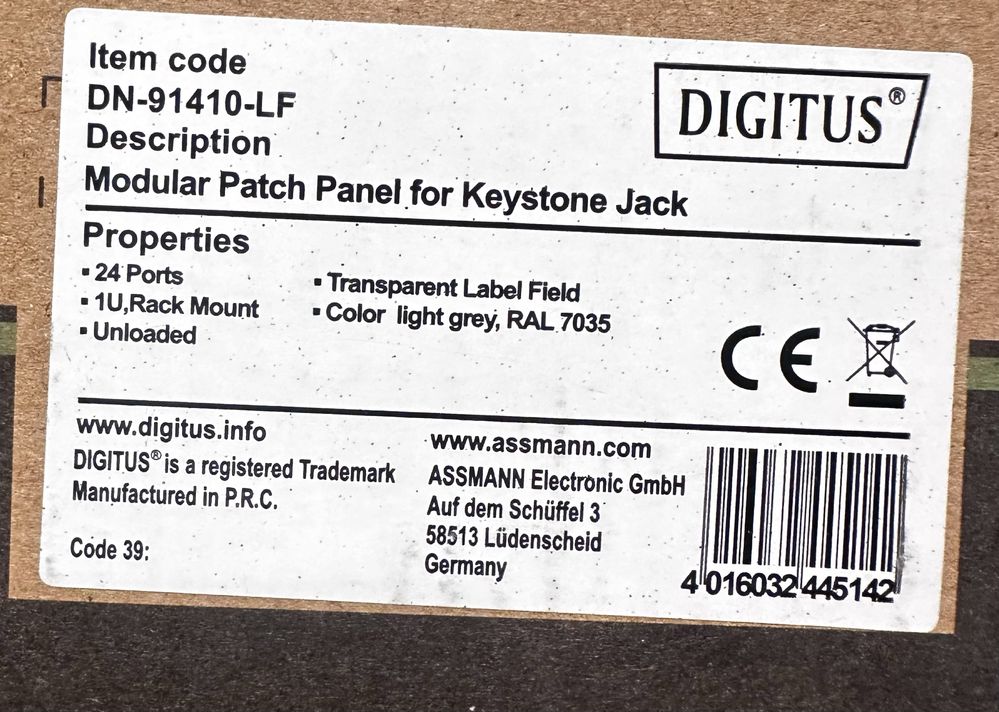 Item code
DIGITUS®
DN-91410-LF
Description
Modular Patch Panel for Keystone Jack
Properties
▪ 24 Ports
▪ 1U,Rack Mount
▪ Unloaded
▪ Transparent Label Field
▪ Color light grey, RAL 7035
CE
www.digitus.info
DIGITUS® is a registered Trademark
Manufactured in P.R.C.
Code 39:
www.assmann.com
ASSMANN Electronic GmbH
Auf dem Schüffel 3
58513 Lüdenscheid
Germany
4 016032 445142